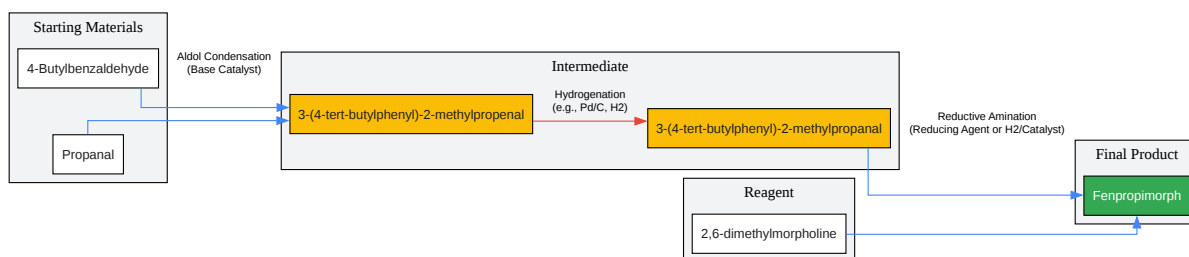 Starting Materials
4-Butylbenzaldehyde
Propanal
Aldol Condensation
(Base Catalyst)
Intermediate
3-(4-tert-butylphenyl)-2-methylpropenal
Hydrogenation
(e.g., Pd/C, H2)
3-(4-tert-butylphenyl)-2-methylpropanal
Reagent
2,6-dimethylmorpholine
Reductive Amination
(Reducing Agent or H2/Catalyst)
Final Product
Fenpropimorph